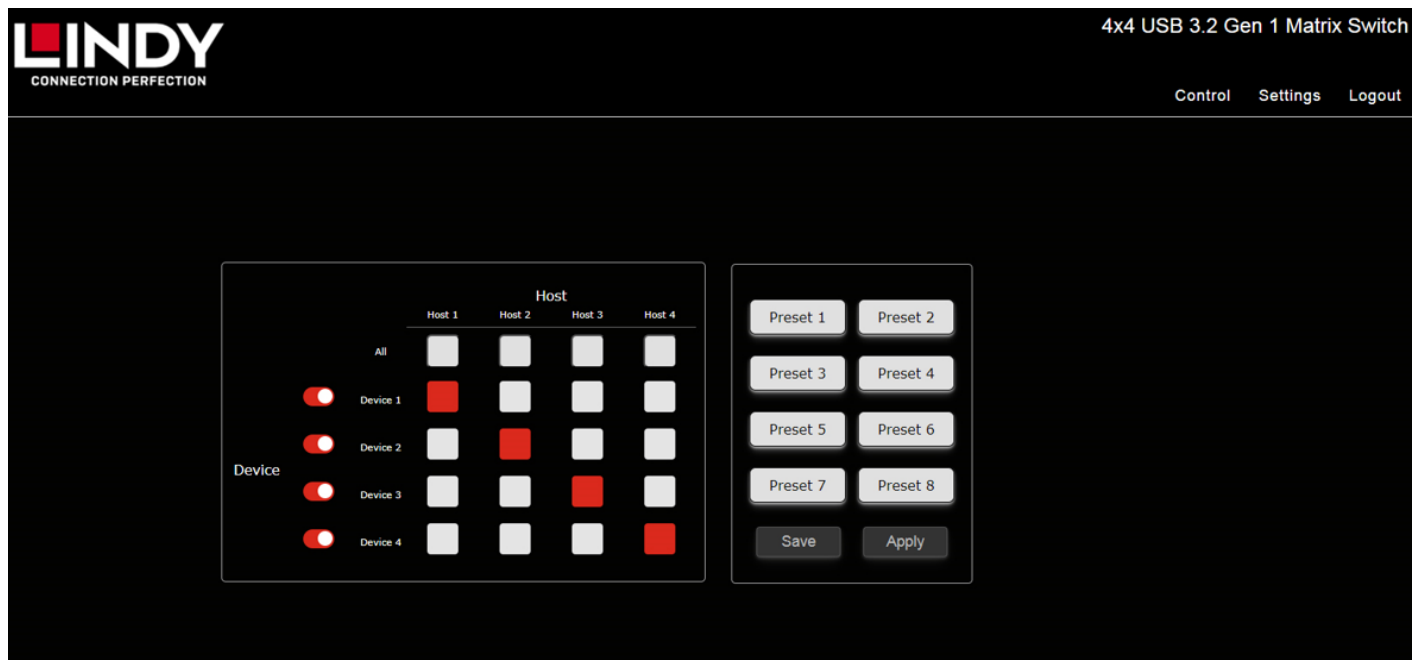 LINDY
CONNECTION PERFECTION
4x4 USB 3.2 Gen 1 Matrix Switch
Control Settings Logout
Host
Host 1 Host 2 Host 3 Host 4
All
Device 1
Device 2
Device
Device 3
Device 4
Preset 1 Preset 2
Preset 3 Preset 4
Preset 5 Preset 6
Preset 7 Preset 8
Save Apply